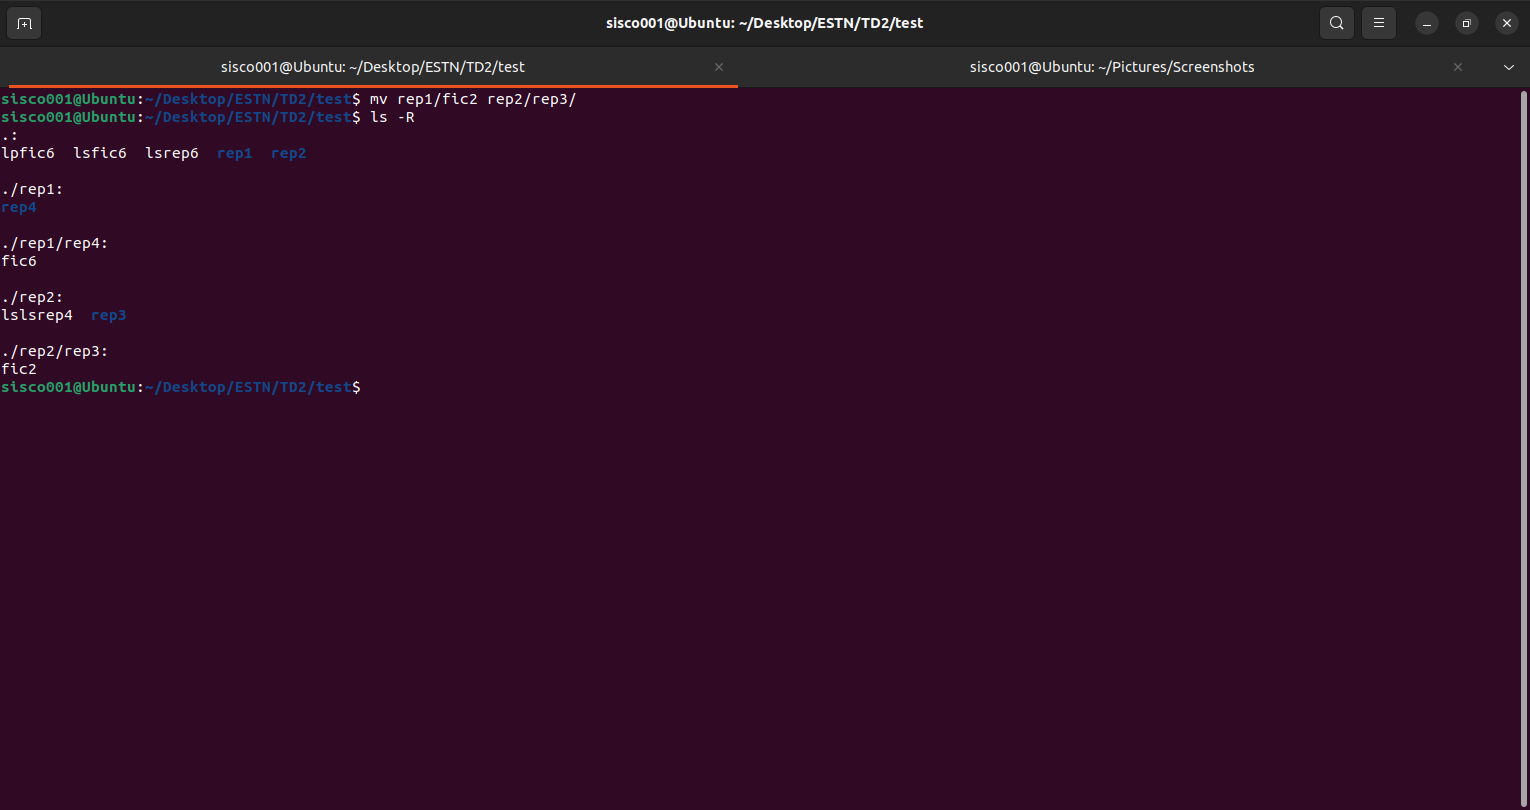 sisco001@Ubuntu: ~/Desktop/ESTN/TD2/test
sisco001@Ubuntu: ~/Desktop/ESTN/TD2/test
sisco001@Ubuntu: ~/Pictures/Screenshots
sisco001@Ubuntu:~/Desktop/ESTN/TD2/test$ mv rep1/fic2 rep2/rep3/
sisco001@Ubuntu:~/Desktop/ESTN/TD2/test$ ls -R
.:
lpfic6  lsfic6  lsrep6  rep1  rep2

./rep1:
rep4

./rep1/rep4:
fic6

./rep2:
lslsrep4  rep3

./rep2/rep3:
fic2
sisco001@Ubuntu:~/Desktop/ESTN/TD2/test$